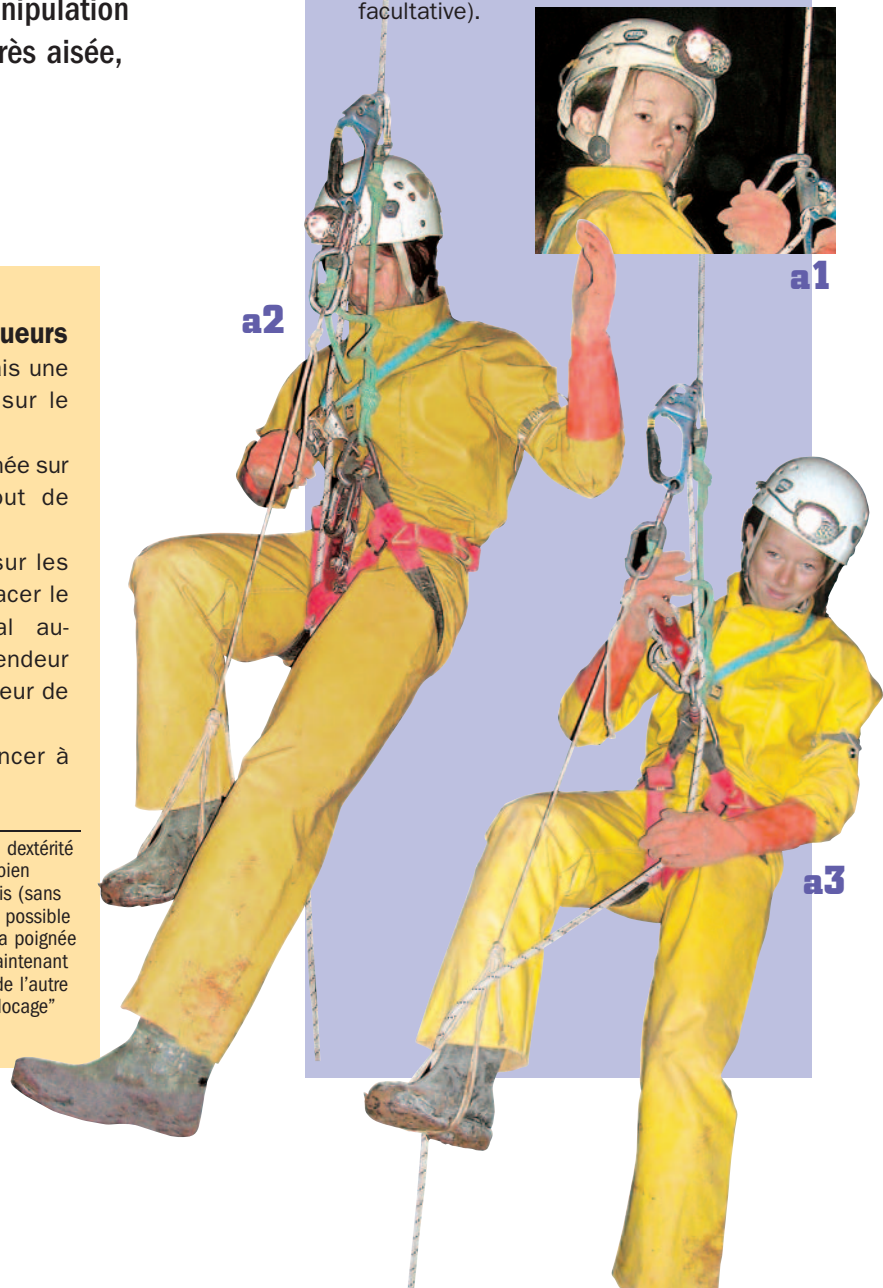 nipulation
rès aisée,
facultative).
a1
a2
ueurs
is une
sur le
ée sur
out de
sur les
acer le
al au-
endeur
eur de
ncer à
dextérité
bien
is (sans
possible
a poignée
aintenant
de l'autre
locage"
a3